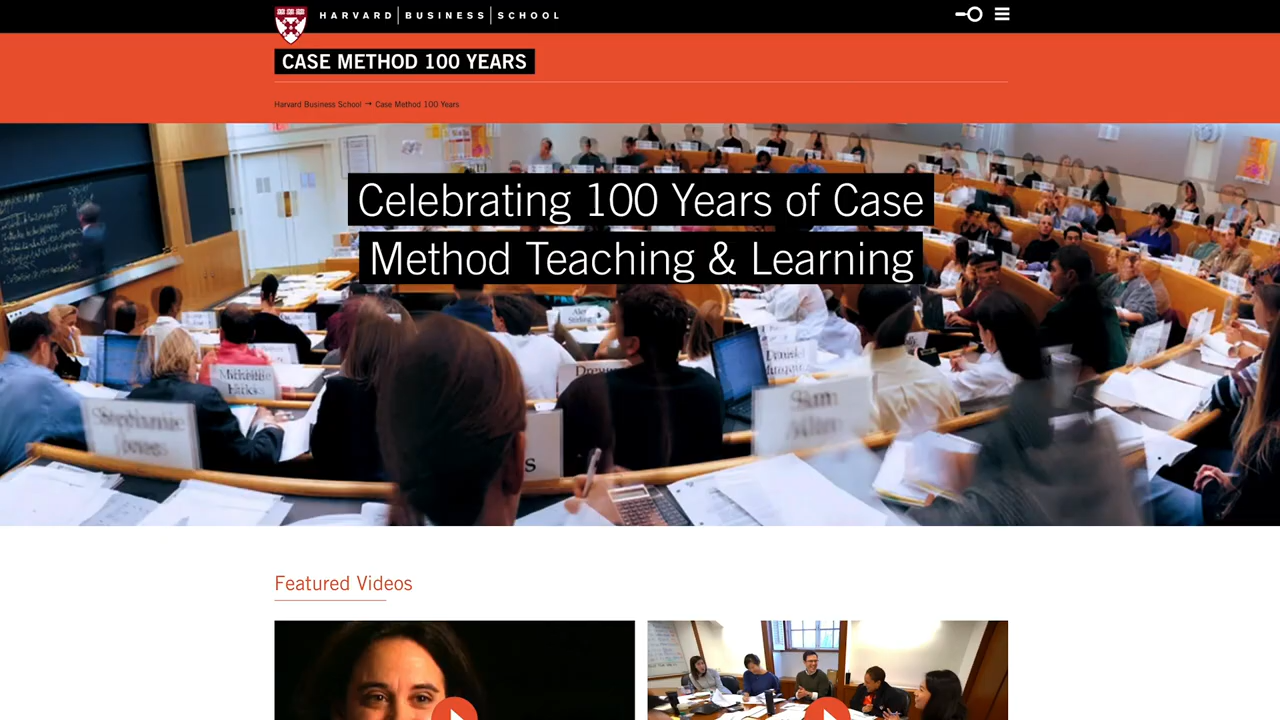 HARVARD BUSINESS SCHOOL
CASE METHOD 100 YEARS
Harvard Business School → Case Method 100 Years
Celebrating 100 Years of Case
Method Teaching & Learning
Michelle
Stephanie
Jones
Sam
S
Featured Videos